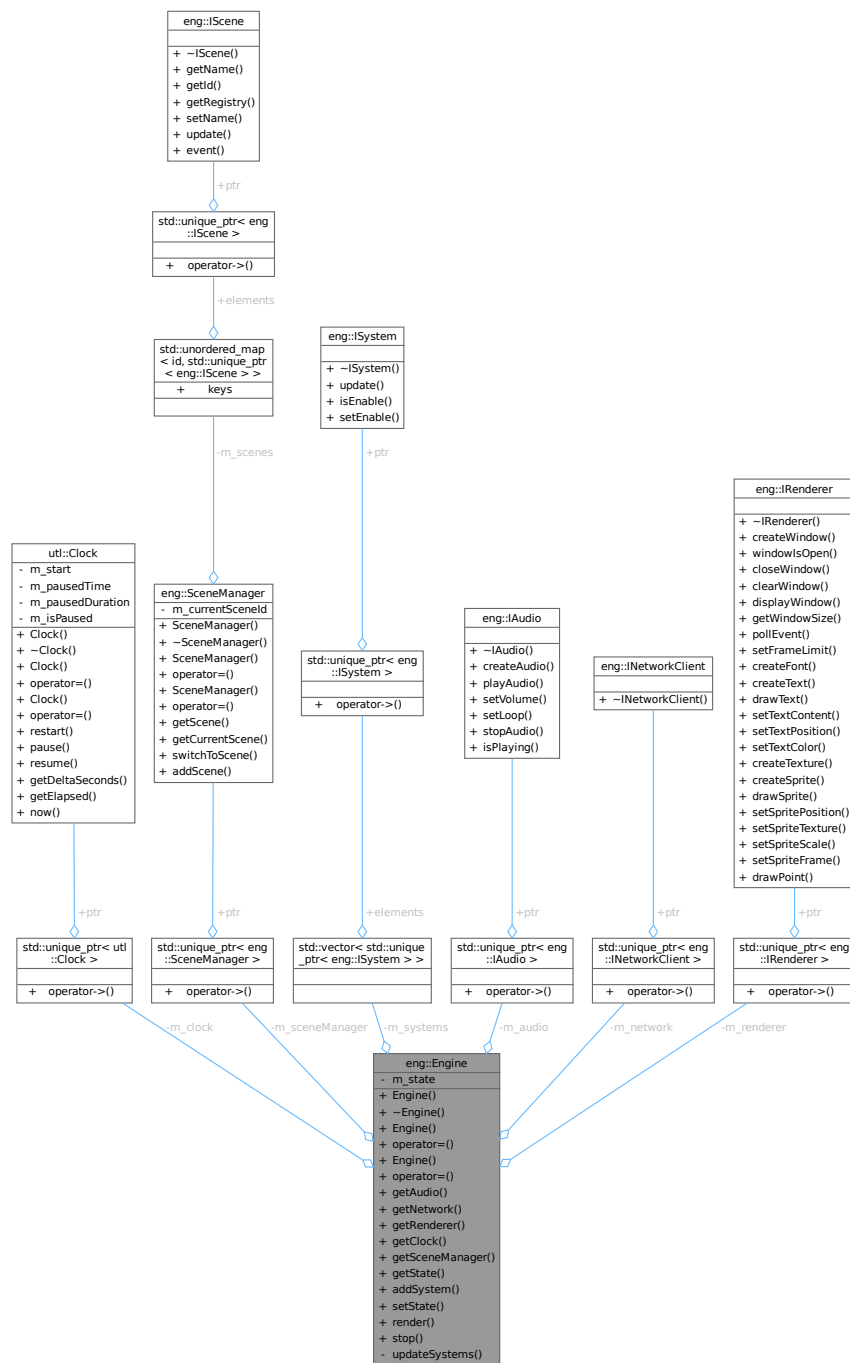 eng::IScene
+ ~IScene()
+ getName()
+ getId()
+ getRegistry()
+ setName()
+ update()
+ event()
+ptr
std::unique_ptr< eng
::IScene >
+ operator->()
+elements
std::unordered_map
< id, std::unique_ptr
< eng::IScene > >
+ keys
-m_scenes
eng::ISystem
+ ~ISystem()
+ update()
+ isEnable()
+ setEnable()
+ptr
eng::IRenderer
+ ~IRenderer()
+ createWindow()
+ windowIsOpen()
+ closeWindow()
+ clearWindow()
+ displayWindow()
+ getWindowSize()
+ pollEvent()
+ setFrameLimit()
+ createFont()
+ createText()
+ drawText()
+ setTextContent()
+ setTextPosition()
+ setTextColor()
+ createTexture()
+ createSprite()
+ drawSprite()
+ setSpritePosition()
+ setSpriteTexture()
+ setSpriteScale()
+ setSpriteFrame()
+ drawPoint()
+ptr
utl::Clock
- m_start
- m_pausedTime
- m_pausedDuration
- m_isPaused
+ Clock()
+ ~Clock()
+ Clock()
+ operator=()
+ Clock()
+ operator=()
+ restart()
+ pause()
+ resume()
+ getDeltaSeconds()
+ getElapsed()
+ now()
+ptr
eng::SceneManager
- m_currentSceneId
+ SceneManager()
+ ~SceneManager()
+ SceneManager()
+ operator=()
+ SceneManager()
+ operator=()
+ getScene()
+ getCurrentScene()
+ switchToScene()
+ addScene()
+ptr
std::unique_ptr< eng
::ISystem >
+ operator->()
+elements
eng::IAudio
+ ~IAudio()
+ createAudio()
+ playAudio()
+ setVolume()
+ setLoop()
+ stopAudio()
+ isPlaying()
+ptr
eng::INetworkClient
+ ~INetworkClient()
+ptr
std::unique_ptr< utl
::Clock >
+ operator->()
std::unique_ptr< eng
::SceneManager >
+ operator->()
std::vector< std::unique
_ptr< eng::ISystem > >
std::unique_ptr< eng
::IAudio >
+ operator->()
std::unique_ptr< eng
::INetworkClient >
+ operator->()
std::unique_ptr< eng
::IRenderer >
+ operator->()
-m_clock
-m_sceneManager
-m_systems
-m_audio
-m_network
-m_renderer
eng::Engine
- m_state
+ Engine()
+ ~Engine()
+ Engine()
+ operator=()
+ Engine()
+ operator=()
+ getAudio()
+ getNetwork()
+ getRenderer()
+ getClock()
+ getSceneManager()
+ getState()
+ addSystem()
+ setState()
+ render()
+ stop()
- updateSystems()